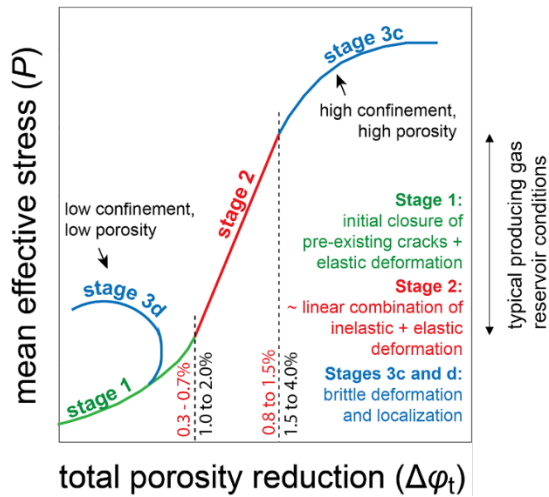 mean effective stress (P)
stage 3c
high confinement,
high porosity
stage 2
low confinement,
low porosity
stage 3d
stage 1
0.3 - 0.7%
1.0 to 2.0%
0.8 to 1.5%
1.5 to 4.0%
Stage 1:
initial closure of
pre-existing cracks +
elastic deformation
Stage 2:
~ linear combination of
inelastic + elastic
deformation
Stages 3c and d:
brittle deformation
and localization
typical producing gas
reservoir conditions
total porosity reduction (Δφt)